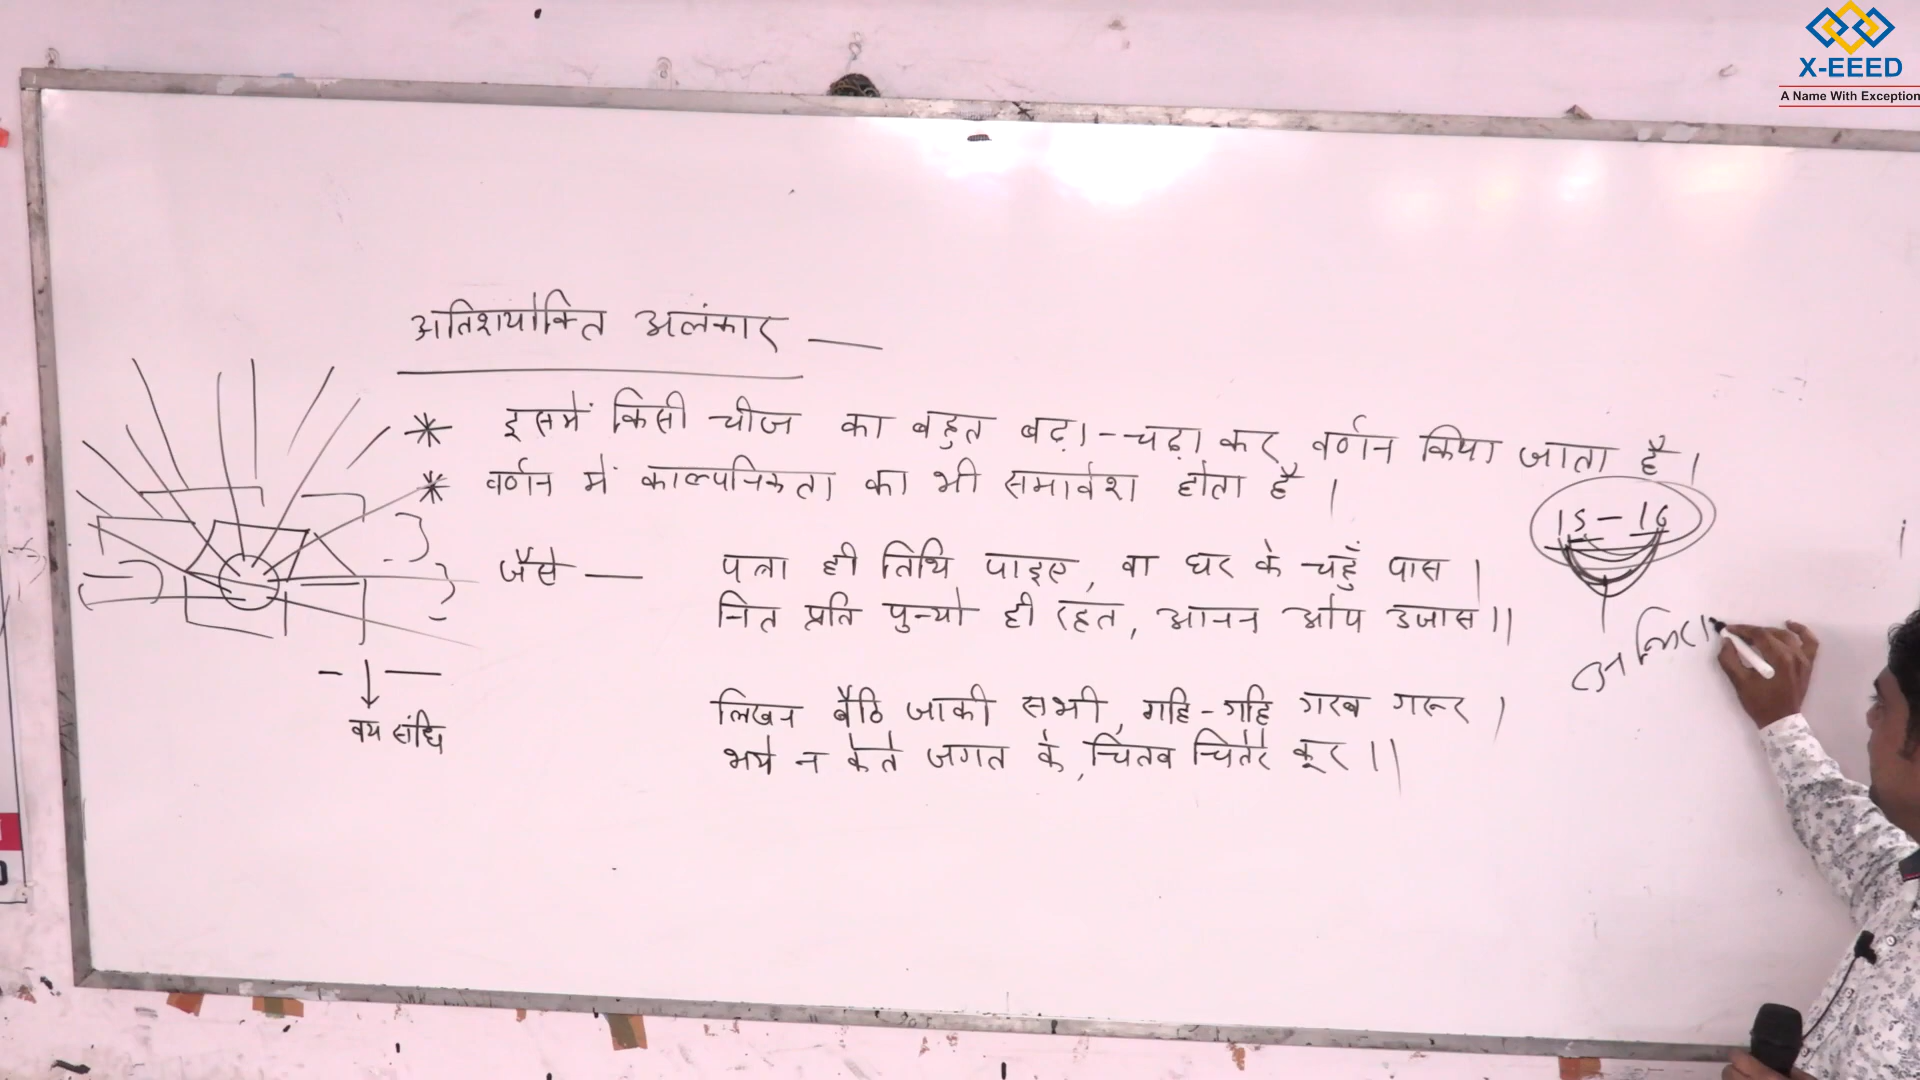 X-EEED
A Name With Exception
अतिशयोक्ति अलंकार —
* इसमें किसी चीज का बहुत बढ़ा-चढ़ा कर वर्णन किया जाता है।
* वर्णन में काल्पनिकता का भी समावेश होता है।
15-16
जैसे — पत्रा ही तिथि पाइए, वा घर के चहुँ पास।
नित प्रति पुन्यो ही रहत, आनन ओप उजास॥
वय संधि
लिखन बैठि जाकी सभी, गहि-गहि गरब गरूर।
भये न केते जगत के, चितब चितेरे कूर॥